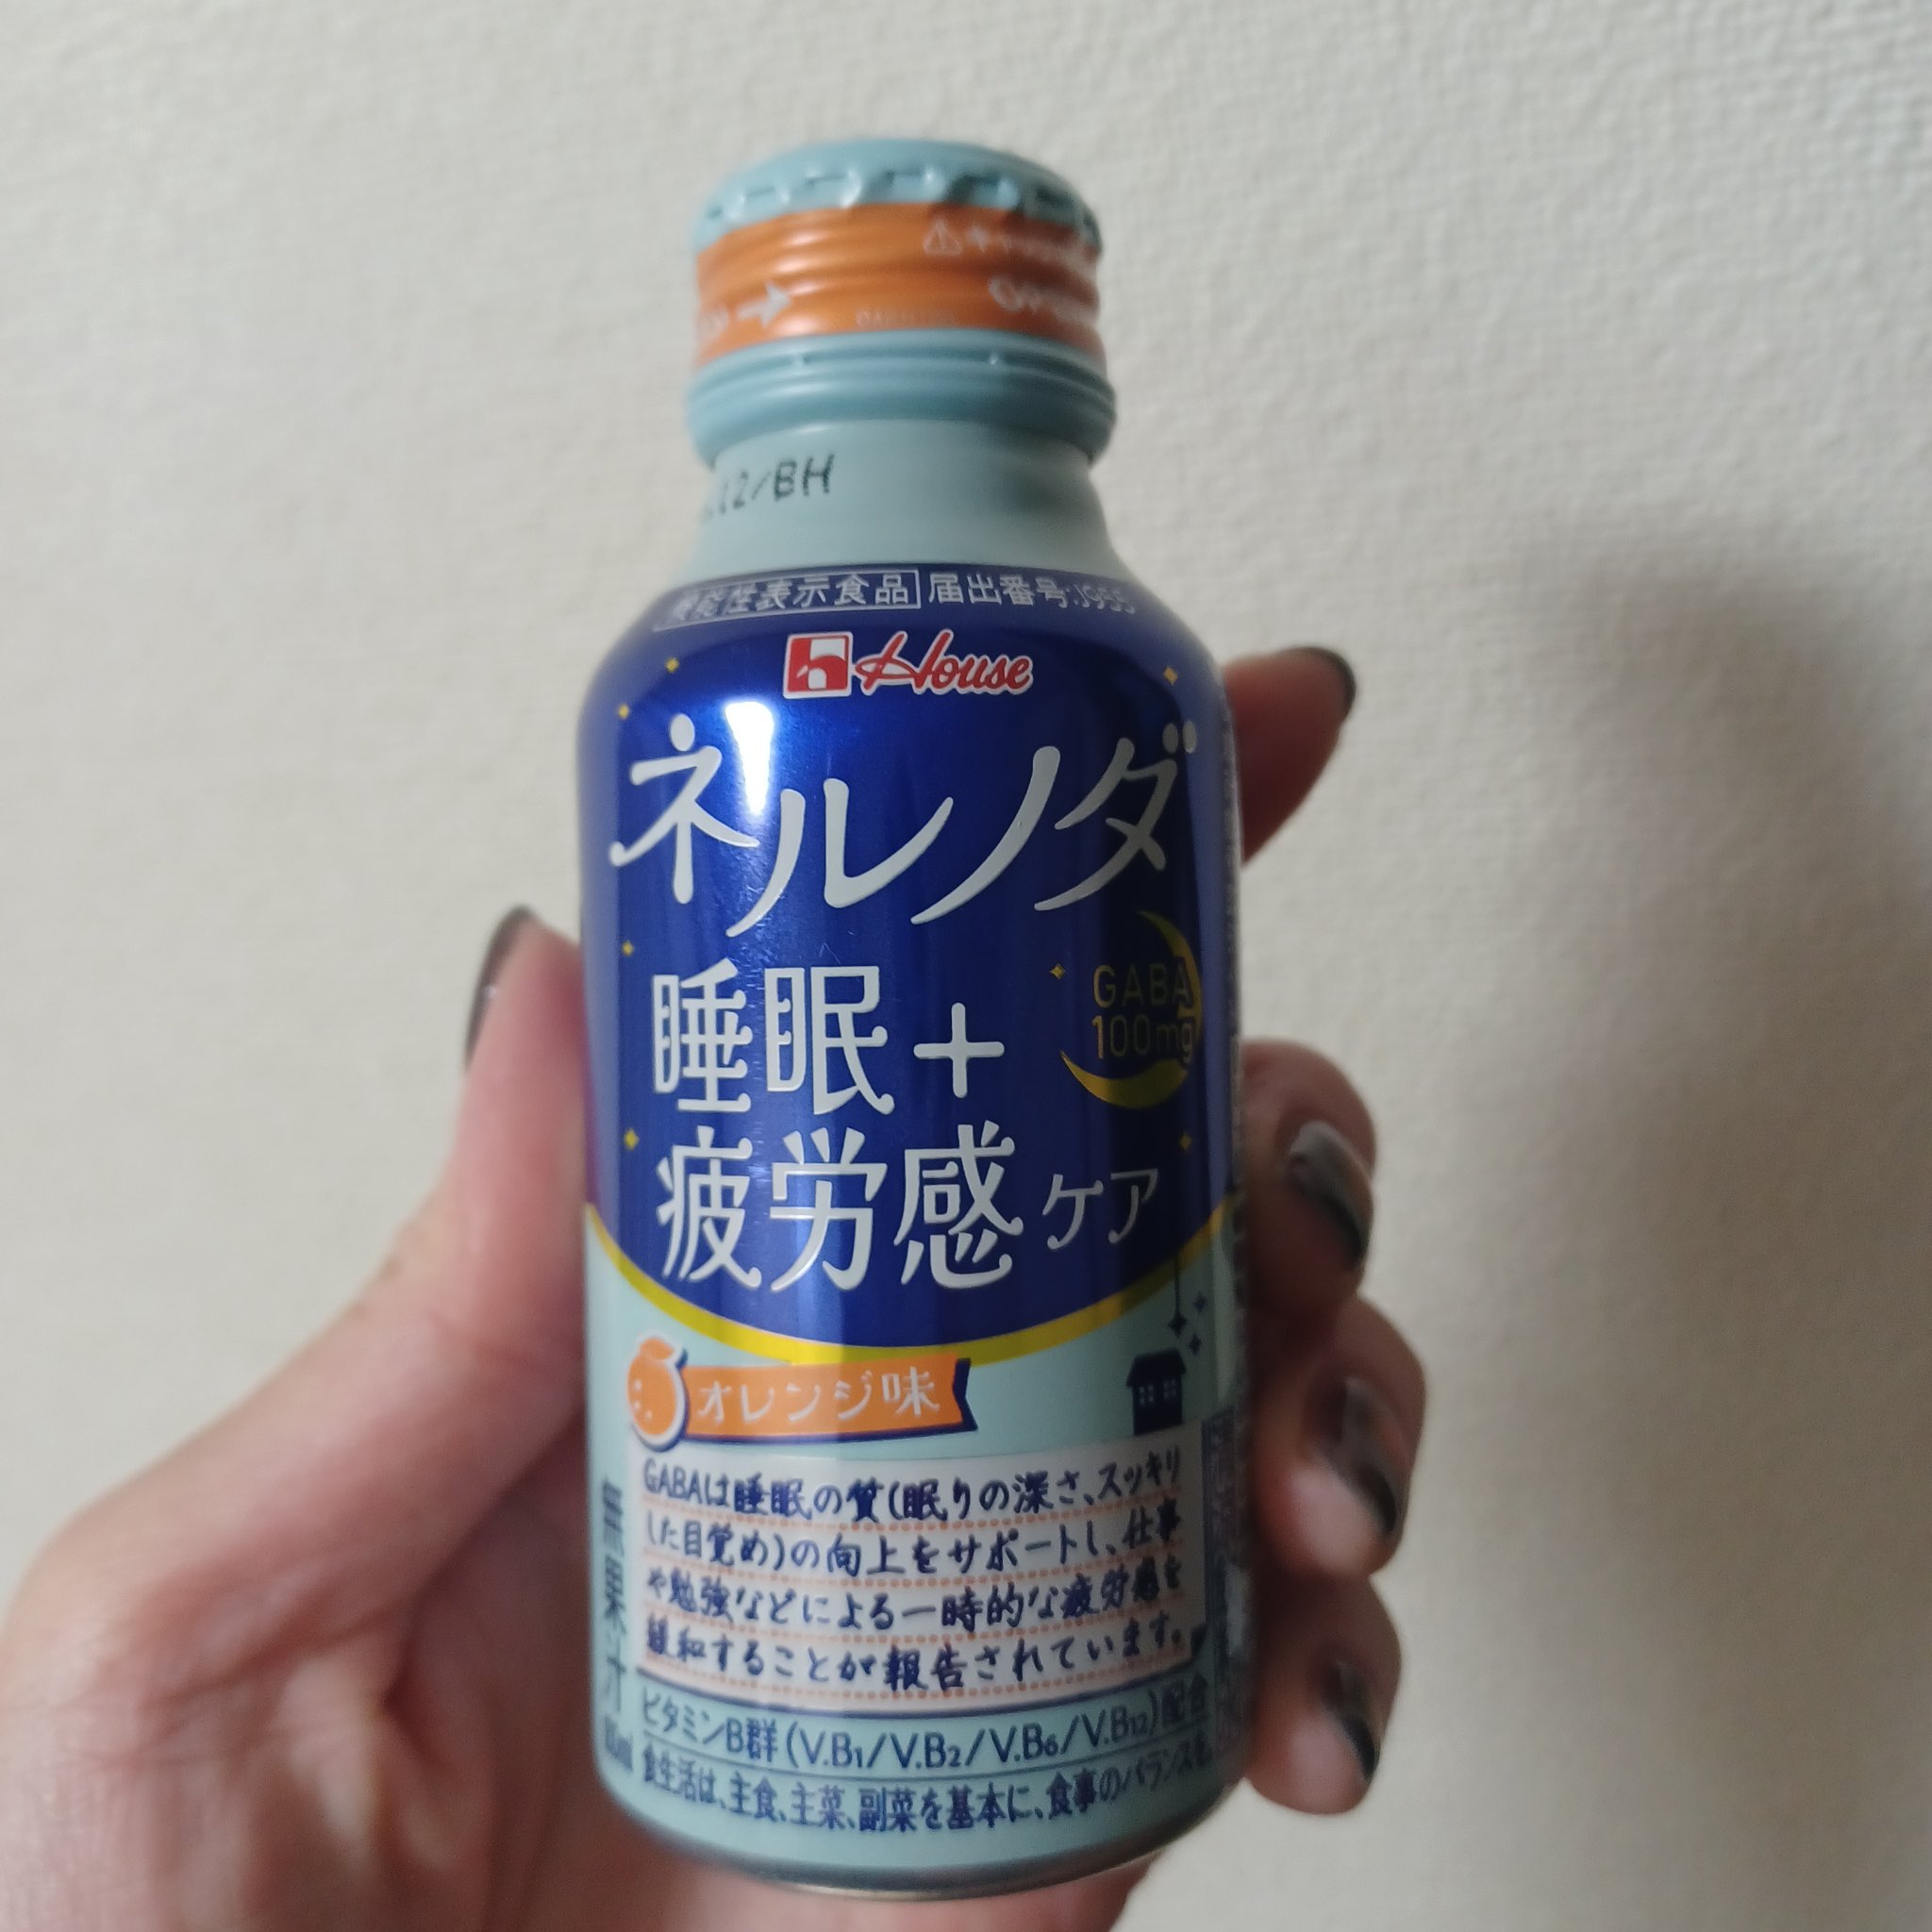 12/BH
機能性表示食品 届出番号:J955
House
ネルノダ
睡眠+
GABA
100mg
疲労感ケア
オレンジ味
GABAは睡眠の質(眠りの深さ、スッキリ
した目覚め)の向上をサポートし、仕事
や勉強などによる一時的な疲労感を
緩和することが報告されています。
無果汁
ビタミンB群(V.B1/V.B2/V.B6/V.B12)配合
食生活は、主食、主菜、副菜を基本に、食事のバランスを